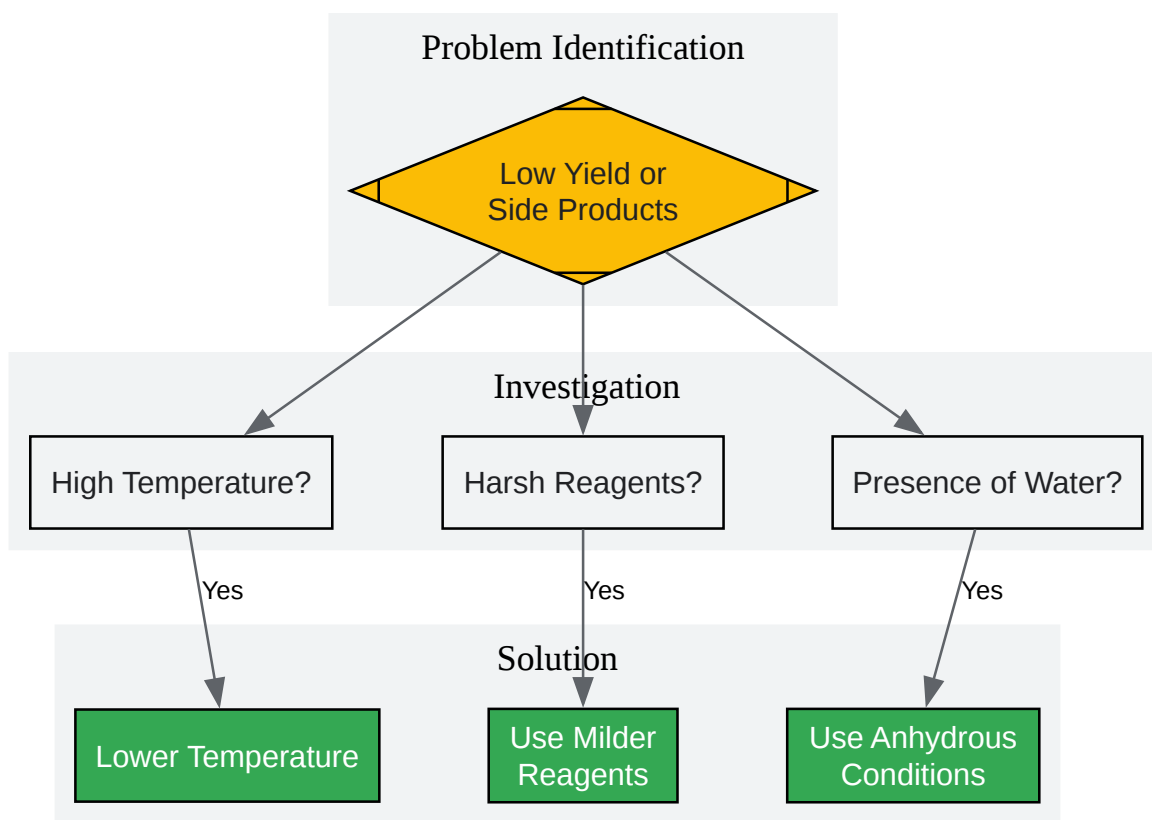 Problem Identification
Low Yield or
Side Products
Investigation
High Temperature?
Harsh Reagents?
Presence of Water?
Yes
Yes
Yes
Solution
Lower Temperature
Use Milder
Reagents
Use Anhydrous
Conditions